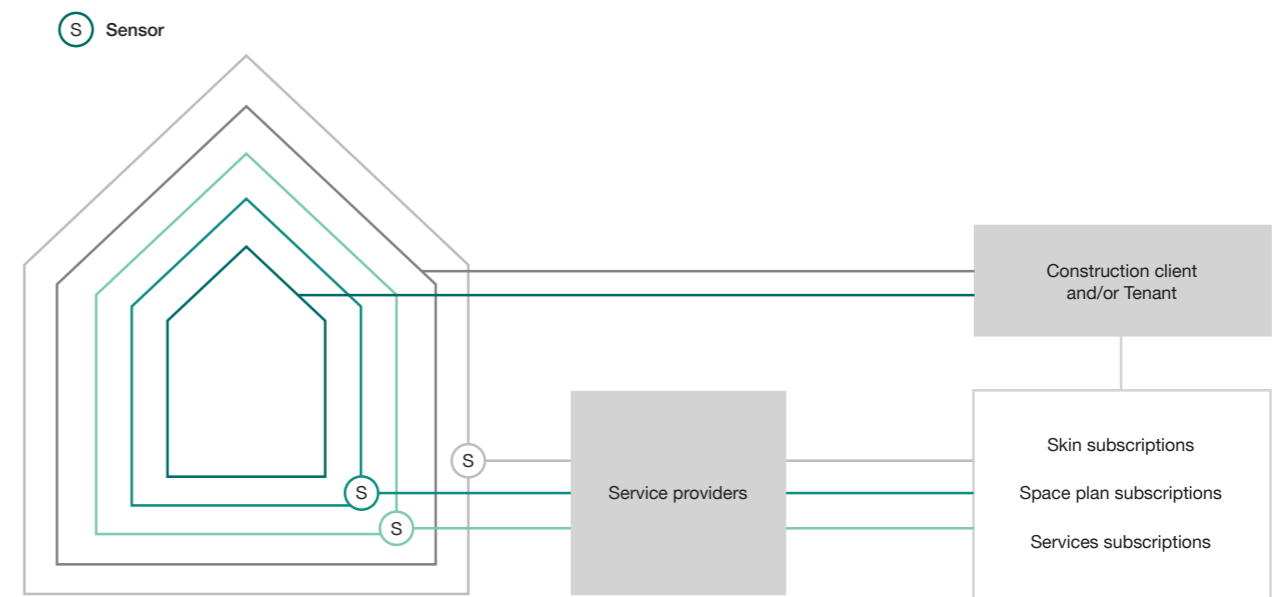 S Sensor
Construction client
and/or Tenant
S
Skin subscriptions
S
Service providers
Space plan subscriptions
S
Services subscriptions